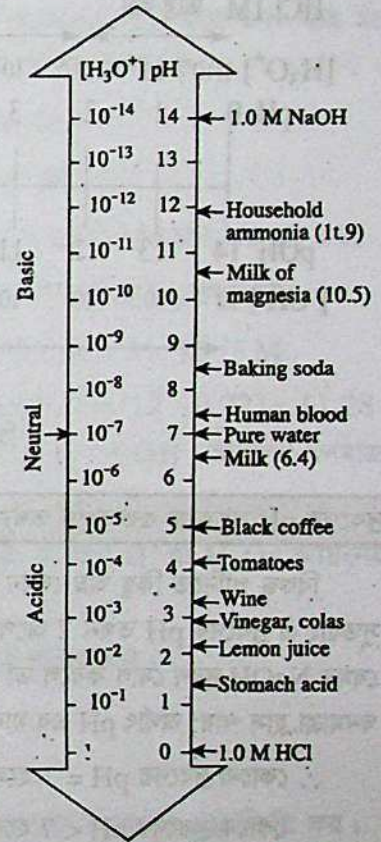 [H₃O⁺] pH
10⁻¹⁴ 14 1.0 M NaOH
10⁻¹³ 13
10⁻¹² 12 Household
ammonia (1t.9)
10⁻¹¹ 11
Milk of
magnesia (10.5)
10⁻¹⁰ 10
10⁻⁹ 9
Baking soda
10⁻⁸ 8
Human blood
10⁻⁷ 7 Pure water
Milk (6.4)
10⁻⁶ 6
10⁻⁵ 5 Black coffee
10⁻⁴ 4 Tomatoes
Wine
10⁻³ 3 Vinegar, colas
Lemon juice
10⁻² 2
Stomach acid
10⁻¹ 1
0 1.0 M HCl
Basic
Neutral
Acidic